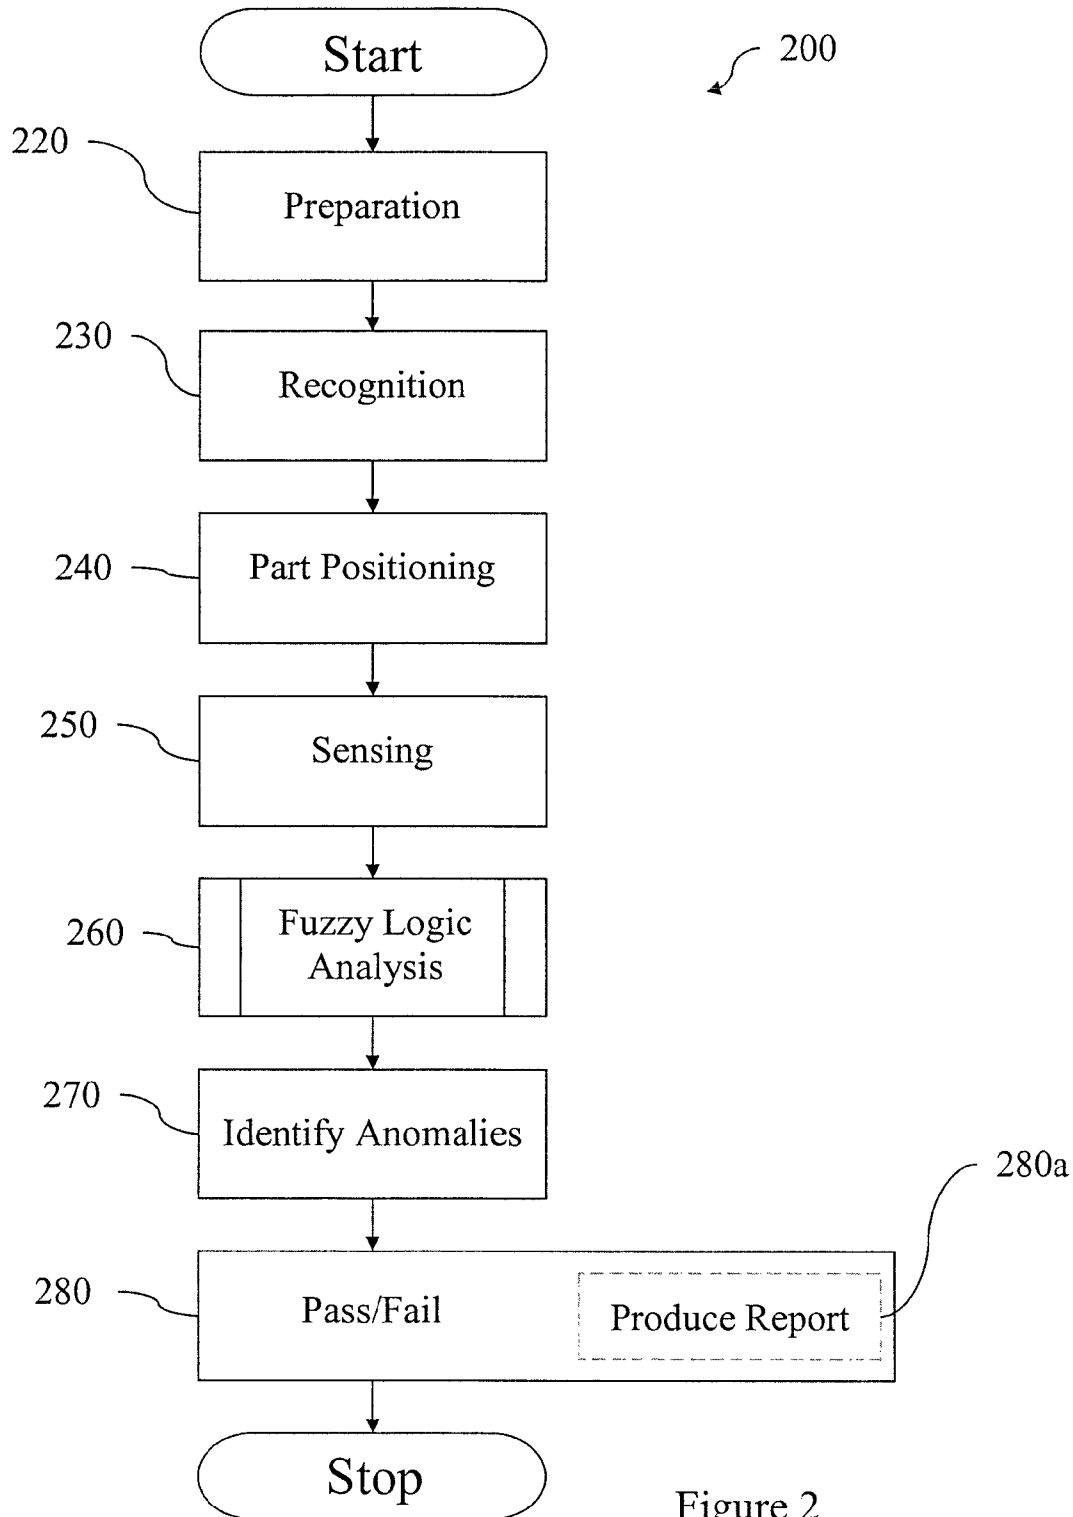 Start
200
220
Preparation
230
Recognition
240
Part Positioning
250
Sensing
260
Fuzzy Logic
Analysis
270
Identify Anomalies
280a
280
Pass/Fail
Produce Report
Stop
Figure 2